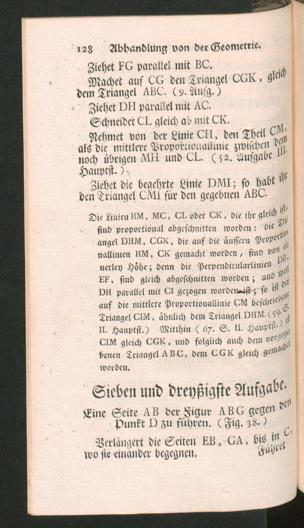 128 Abhandlung von der Geometrie.
Ziehet FG parallel mit BC.
Machet auf CG den Triangel CGK, gleich
dem Triangel ABC. (9. Aufg.)
Ziehet DH parallel mit AC.
Schneidet CL gleich ab mit CK.
Nehmet von der Linie CH, den Theil CM,
als die mittlere Proportionallinie zwischen dem
noch übrigen MH und CL. (52. Aufgabe III.
Hauptst.)
Ziehet die begehrte Linie DMI; so habt ihr
den Triangel CMI für den gegebnen ABC.
Die Linien HM, MC, CL oder CK, die ihr gleich ist,
sind proportional abgeschnitten worden: die Tri-
angel DHM, CGK, die auf die äussern Proportio-
nallinien HM, CK gemacht worden, sind von ei-
nerley Höhe; denn die Perpendicularlinien DE,
EF, sind gleich abgeschnitten worden; und weil
DH parallel mit CI gezogen worden ist; so ist der
auf die mittlere Proportionallinie CM beschriebene
Triangel CIM, ähnlich dem Triangel DHM. (59. S.
II. Hauptst.) Mitthin (67. S. II. Hauptst.) ist
CIM gleich CGK, und folglich auch dem vorgege-
benen Triangel ABC, dem CGK gleich gemacht
worden.
Sieben und dreyßigste Aufgabe.
Eine Seite AB der Figur ABG gegen den
Punkt D zu führen. (Fig. 38.)
Verlängert die Seiten EB, GA, bis in C,
wo sie einander begegnen.
Führet